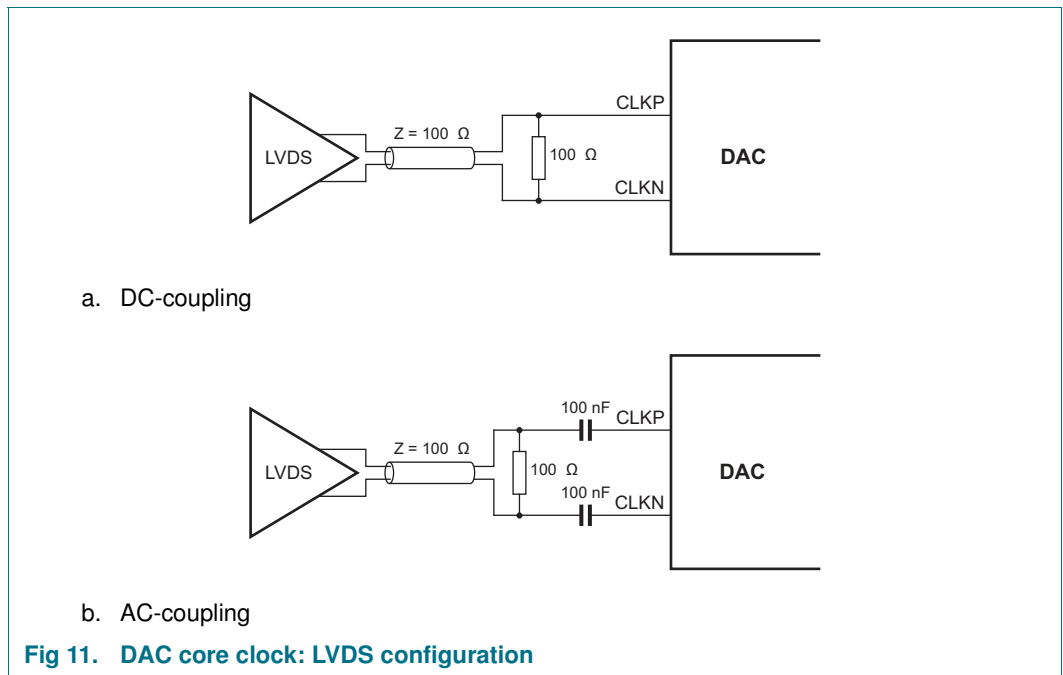 CLKP
Z = 100 Ω
LVDS
100 Ω
DAC
CLKN
a. DC-coupling
100 nF
CLKP
Z = 100 Ω
LVDS
100 Ω
DAC
100 nF
CLKN
b. AC-coupling
Fig 11. DAC core clock: LVDS configuration